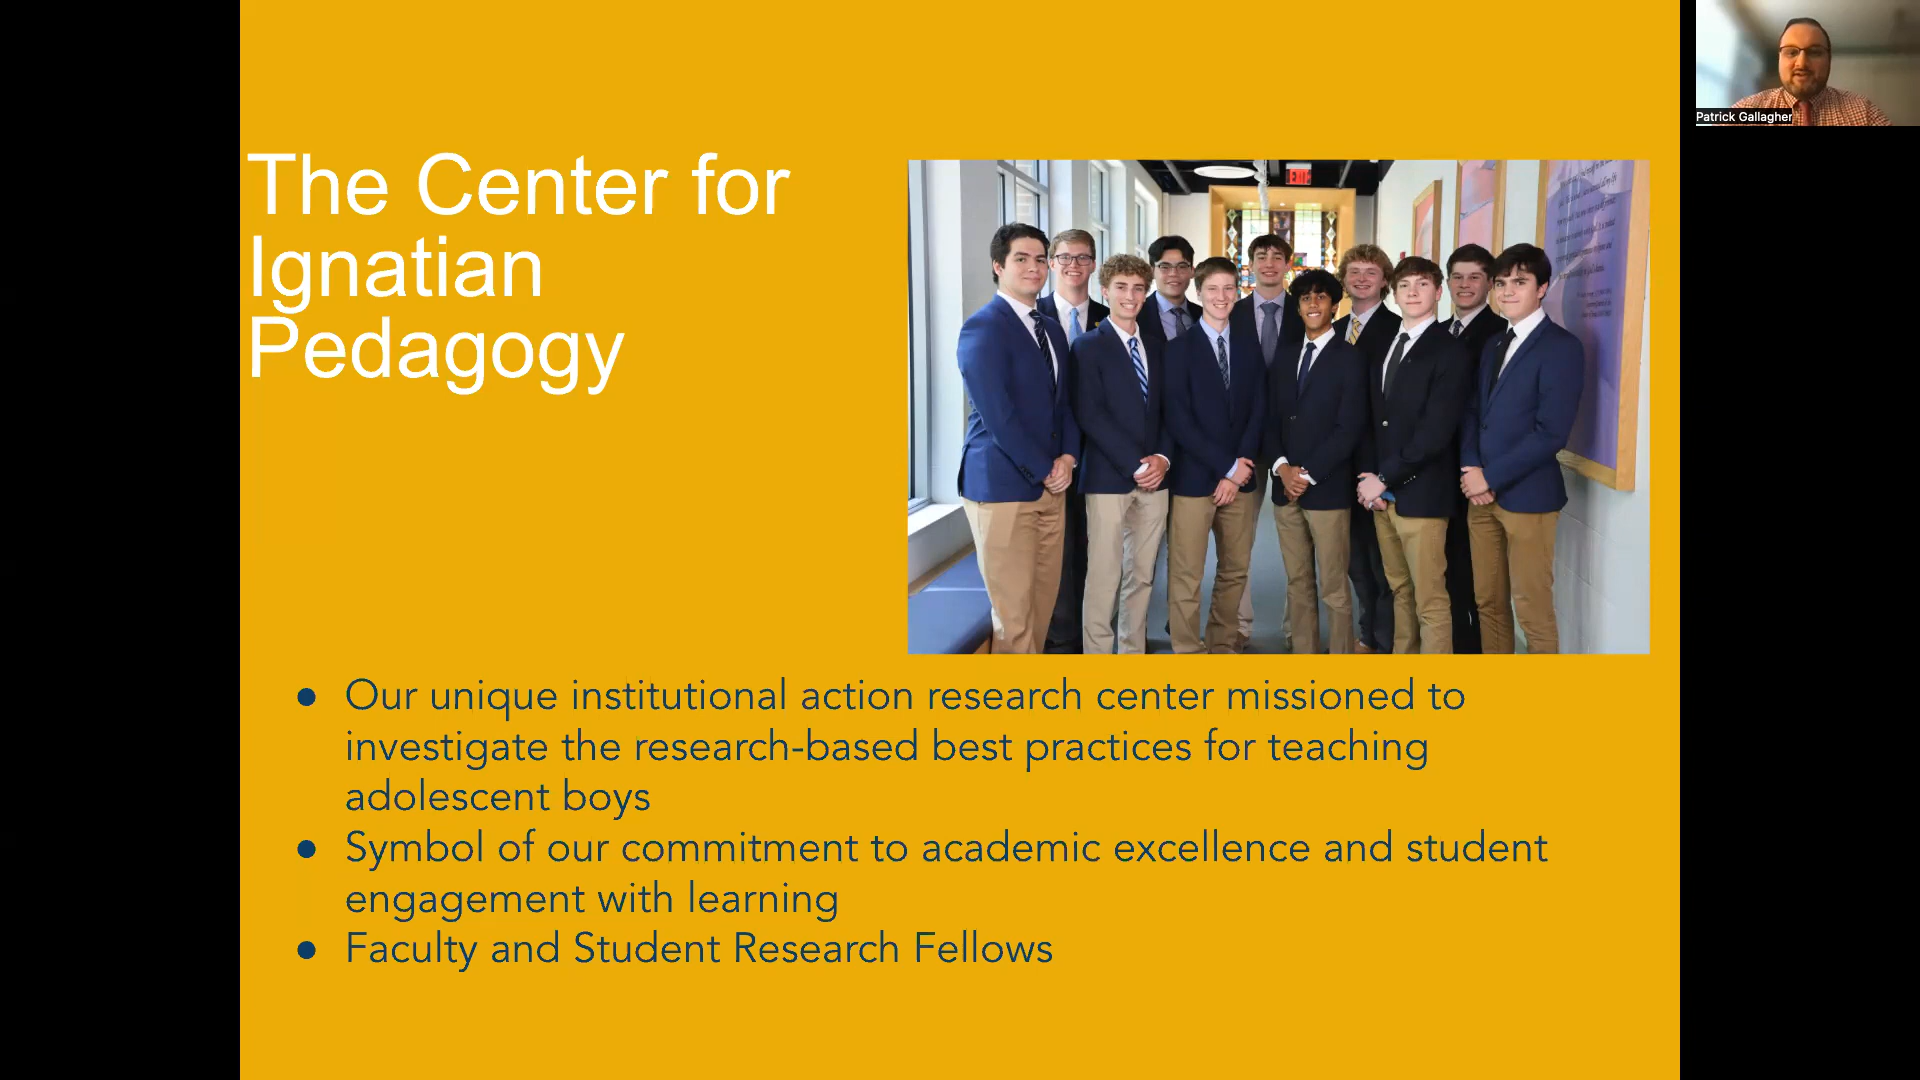 The Center for
Ignatian
Pedagogy
EXIT
Patrick Gallagher
● Our unique institutional action research center missioned to
investigate the research-based best practices for teaching
adolescent boys
● Symbol of our commitment to academic excellence and student
engagement with learning
● Faculty and Student Research Fellows